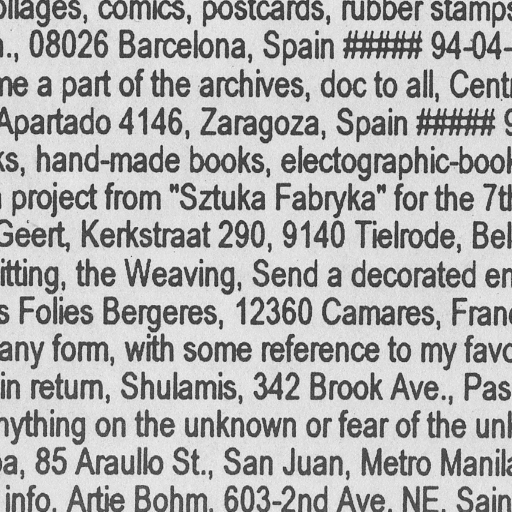 ollages, comics, postcards, rubber stamps
n., 08026 Barcelona, Spain ##### 94-04-
me a part of the archives, doc to all, Cent
Apartado 4146, Zaragoza, Spain ##### 9
ks, hand-made books, electographic-book
project from "Sztuka Fabryka" for the 7th
Geert, Kerkstraat 290, 9140 Tielrode, Bel
itting, the Weaving, Send a decorated en
s Folies Bergeres, 12360 Camares, Franc
any form, with some reference to my favo
in return, Shulamis, 342 Brook Ave., Pas
nything on the unknown or fear of the unk
oa, 85 Araullo St., San Juan, Metro Manila
info, Artie Bohm, 603-2nd Ave. NE, Sain